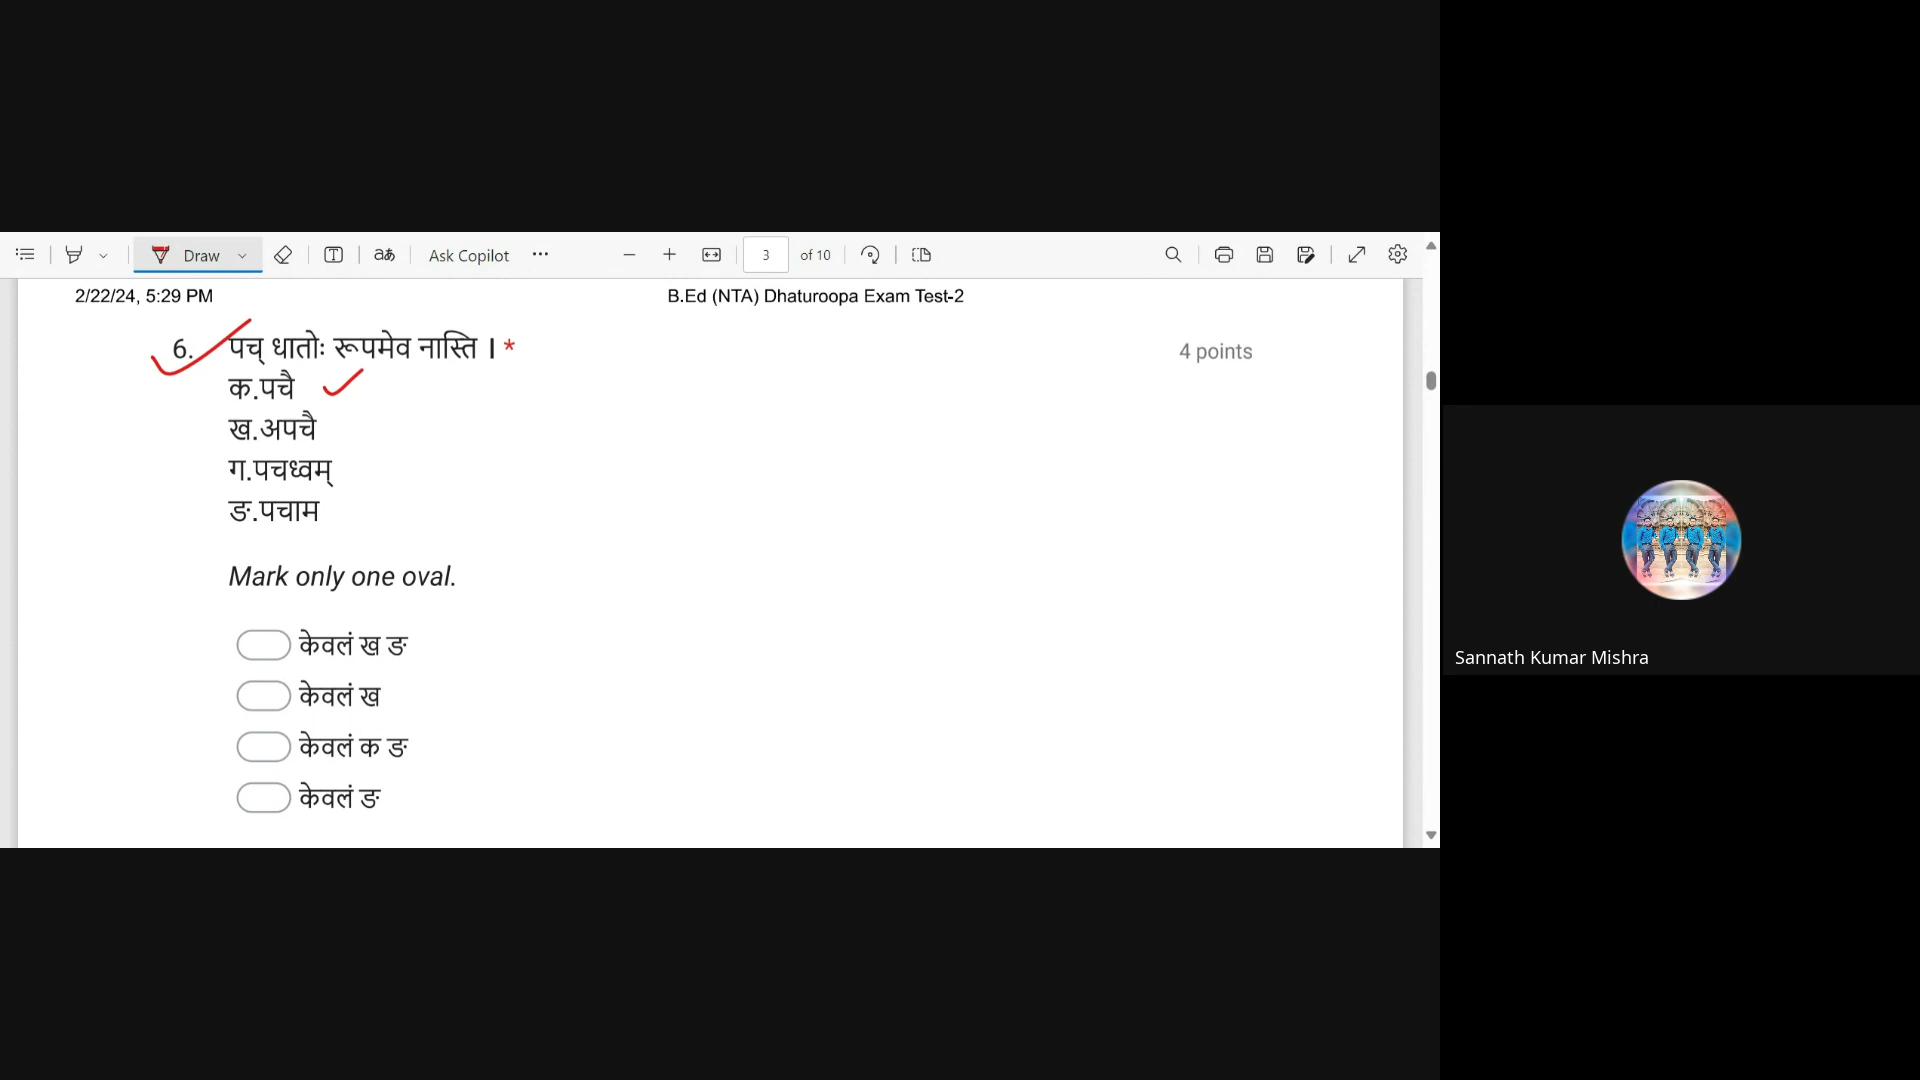 Draw
aあ
Ask Copilot
3
of 10
2/22/24, 5:29 PM
B.Ed (NTA) Dhaturoopa Exam Test-2
6. पच् धातोः रूपमेव नास्ति । *
4 points
क.पचै
ख.अपचै
ग.पचध्वम्
ङ.पचाम
Mark only one oval.
केवलं ख ङ
केवलं ख
केवलं क ङ
केवलं ङ
Sannath Kumar Mishra